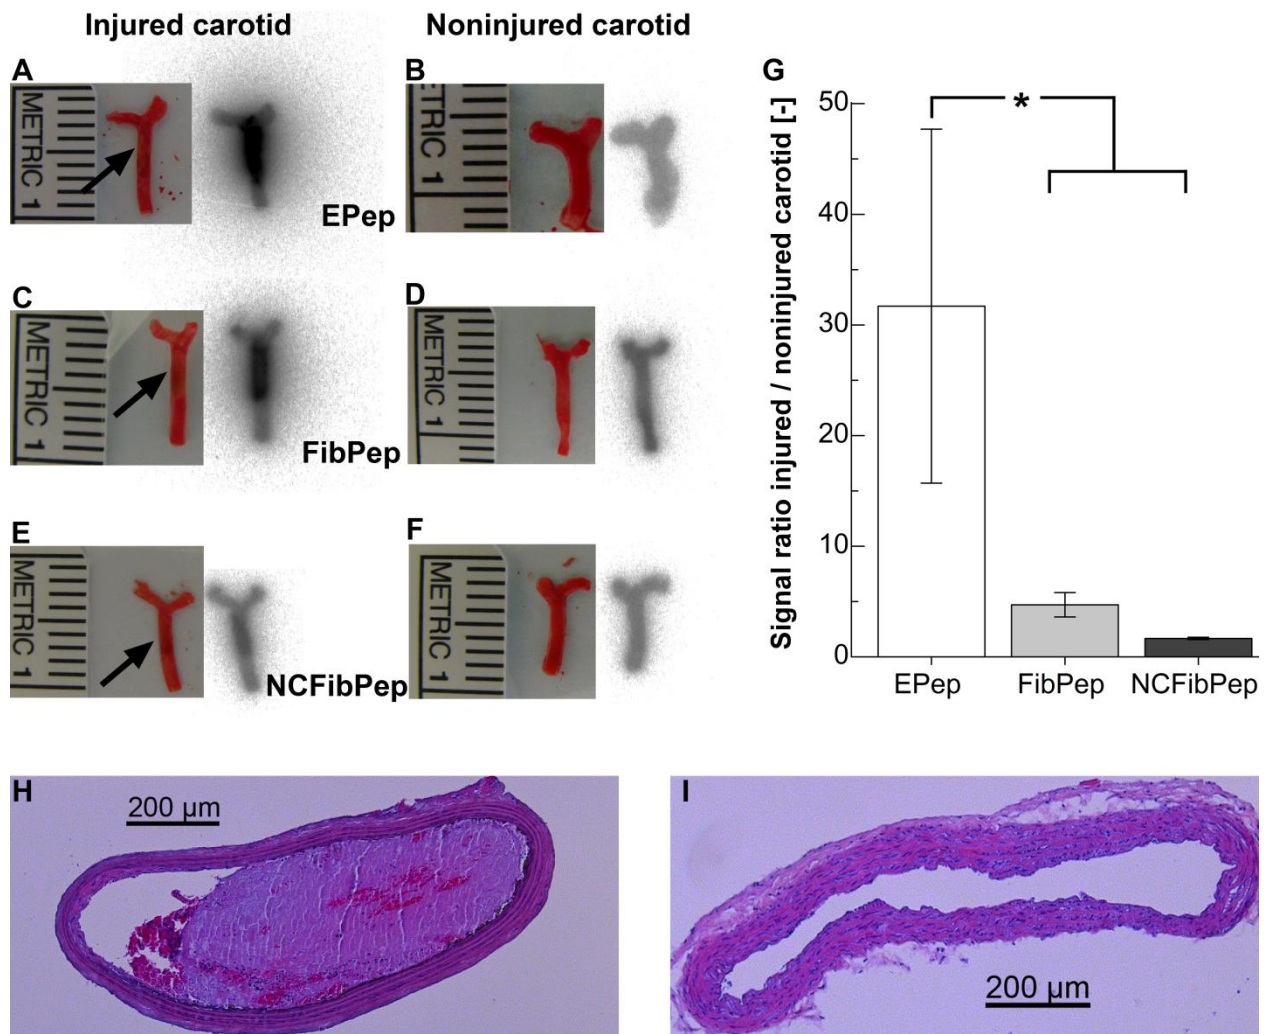 Injured carotid
Noninjured carotid
A
METRIC 1
EPep
B
METRIC 1
C
METRIC 1
FibPep
D
METRIC 1
E
METRIC 1
NCFibPep
F
METRIC 1
G
Signal ratio injured / noninjured carotid [-]
50
40
30
20
10
0
*
EPep FibPep NCFibPep
H
200 µm
I
200 µm